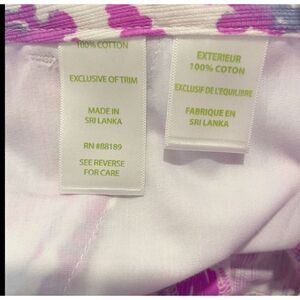 100% COTTON
EXCLUSIVE OF TRIM
MADE IN
SRI LANKA
RN #88189
SEE REVERSE
FOR CARE
EXTERIEUR
100% COTON
EXCLUSIF DE L'EQUILIBRE
FABRIQUE EN
SRI LANKA